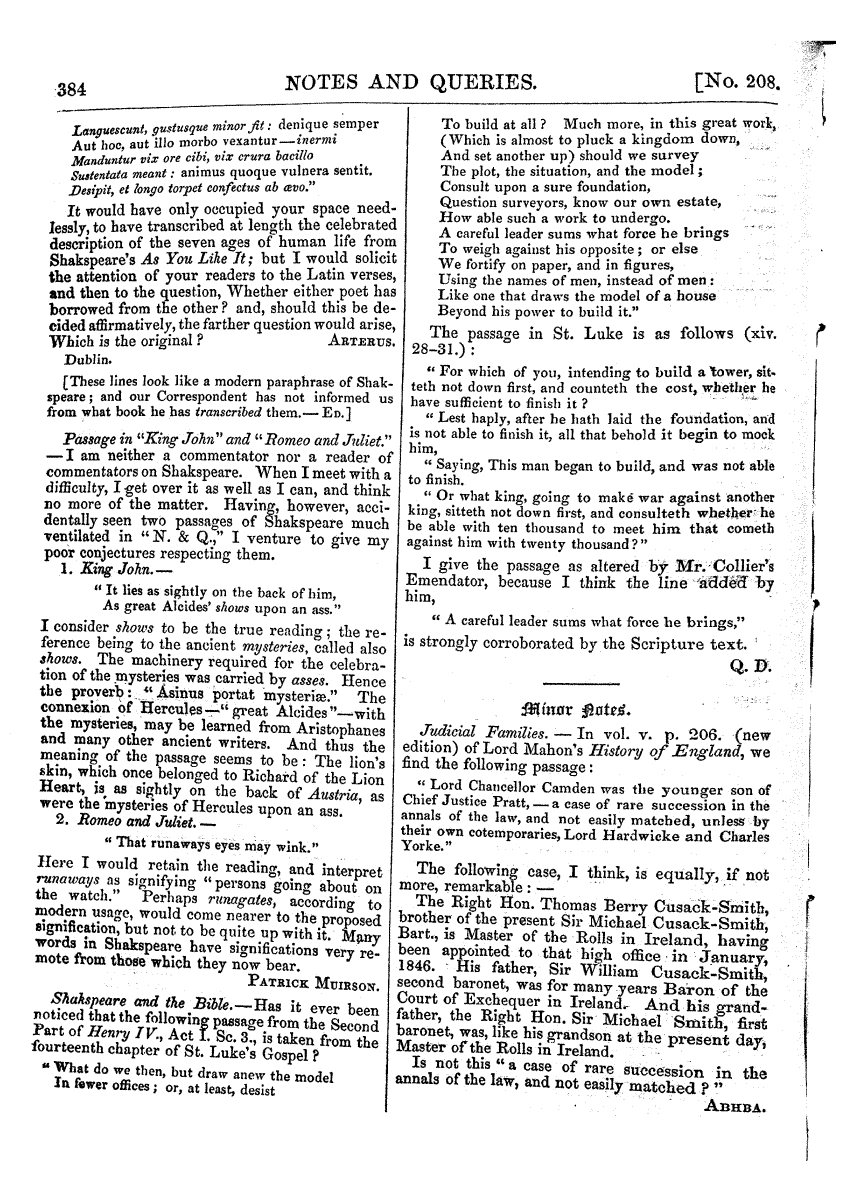 384
NOTES AND QUERIES.
[No. 208.
Languescunt, gustusque minor fit: denique semper
Aut hoc, aut illo morbo vexantur—inermi
Manduntur vix ore cibi, vix crura bacillo
Sustentata meant: animus quoque vulnera sentit.
Desipit, et longo torpet confectus ab ævo."
It would have only occupied your space need-
lessly, to have transcribed at length the celebrated
description of the seven ages of human life from
Shakspeare's As You Like It; but I would solicit
the attention of your readers to the Latin verses,
and then to the question, Whether either poet has
borrowed from the other? and, should this be de-
cided affirmatively, the farther question would arise,
Which is the original? ARTERUS.
Dublin.
[These lines look like a modern paraphrase of Shak-
speare; and our Correspondent has not informed us
from what book he has transcribed them.—ED.]
Passage in "King John" and "Romeo and Juliet."
—I am neither a commentator nor a reader of
commentators on Shakspeare. When I meet with a
difficulty, I get over it as well as I can, and think
no more of the matter. Having, however, acci-
dentally seen two passages of Shakspeare much
ventilated in "N. & Q.," I venture to give my
poor conjectures respecting them.
1. King John.—
"It lies as sightly on the back of him,
As great Alcides' shows upon an ass."
I consider shows to be the true reading; the re-
ference being to the ancient mysteries, called also
shows. The machinery required for the celebra-
tion of the mysteries was carried by asses. Hence
the proverb: "Asinus portat mysteriæ." The
connexion of Hercules—"great Alcides"—with
the mysteries, may be learned from Aristophanes
and many other ancient writers. And thus the
meaning of the passage seems to be: The lion's
skin, which once belonged to Richard of the Lion
Heart, is as sightly on the back of Austria, as
were the mysteries of Hercules upon an ass.
2. Romeo and Juliet.—
"That runaways eyes may wink."
Here I would retain the reading, and interpret
runaways as signifying "persons going about on
the watch." Perhaps runagates, according to
modern usage, would come nearer to the proposed
signification, but not to be quite up with it. Many
words in Shakspeare have significations very re-
mote from those which they now bear.
PATRICK MUIRSON.
Shakspeare and the Bible.—Has it ever been
noticed that the following passage from the Second
Part of Henry IV., Act I. Sc. 3., is taken from the
fourteenth chapter of St. Luke's Gospel?
"What do we then, but draw anew the model
In fewer offices; or, at least, desist
To build at all? Much more, in this great work,
(Which is almost to pluck a kingdom down,
And set another up) should we survey
The plot, the situation, and the model;
Consult upon a sure foundation,
Question surveyors, know our own estate,
How able such a work to undergo.
A careful leader sums what force he brings
To weigh against his opposite; or else
We fortify on paper, and in figures,
Using the names of men, instead of men:
Like one that draws the model of a house
Beyond his power to build it."
The passage in St. Luke is as follows (xiv.
28–31.):
"For which of you, intending to build a tower, sit-
teth not down first, and counteth the cost, whether he
have sufficient to finish it?
"Lest haply, after he hath laid the foundation, and
is not able to finish it, all that behold it begin to mock
him,
"Saying, This man began to build, and was not able
to finish.
"Or what king, going to make war against another
king, sitteth not down first, and consulteth whether he
be able with ten thousand to meet him that cometh
against him with twenty thousand?"
I give the passage as altered by Mr. Collier's
Emendator, because I think the line added by
him,
"A careful leader sums what force he brings,"
is strongly corroborated by the Scripture text.
Q. D.
Minor Notes.
Judicial Families.—In vol. v. p. 206. (new
edition) of Lord Mahon's History of England, we
find the following passage:
"Lord Chancellor Camden was the younger son of
Chief Justice Pratt,—a case of rare succession in the
annals of the law, and not easily matched, unless by
their own cotemporaries, Lord Hardwicke and Charles
Yorke."
The following case, I think, is equally, if not
more, remarkable:—
The Right Hon. Thomas Berry Cusack-Smith,
brother of the present Sir Michael Cusack-Smith,
Bart., is Master of the Rolls in Ireland, having
been appointed to that high office in January,
1846. His father, Sir William Cusack-Smith,
second baronet, was for many years Baron of the
Court of Exchequer in Ireland. And his grand-
father, the Right Hon. Sir Michael Smith, first
baronet, was, like his grandson at the present day,
Master of the Rolls in Ireland.
Is not this "a case of rare succession in the
annals of the law, and not easily matched?"
ABHBA.